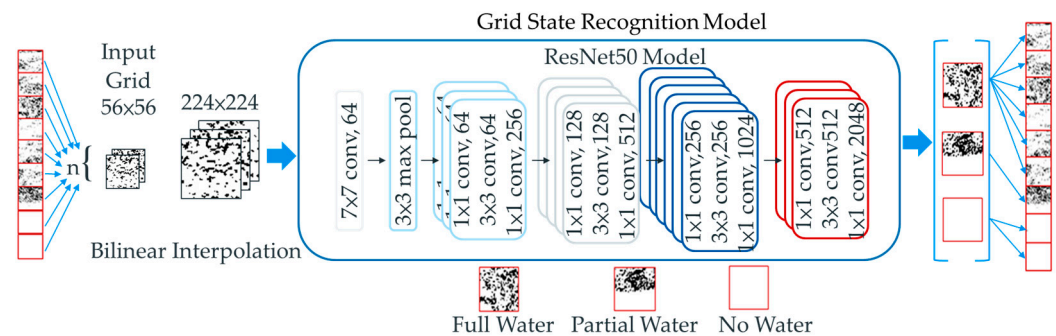 Grid State Recognition Model
Input
Grid
56x56
224x224
n{
Bilinear Interpolation
ResNet50 Model
7x7 conv, 64
3x3 max pool
1x1 conv, 64
3x3 conv,64
1x1 conv, 256
1x1 conv, 128
3x3 conv,128
1x1 conv,512
1x1 conv,256
3x3 conv,256
1x1 conv, 1024
1x1 conv,512
3x3 conv512
1x1 conv,2048
Full Water
Partial Water
No Water